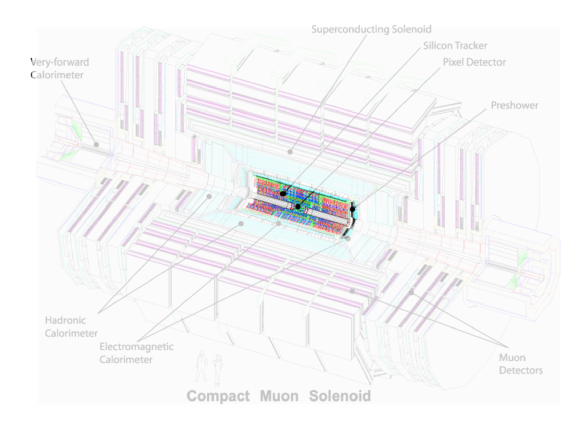 Superconducting Solenoid
Silicon Tracker
Pixel Detector
Very-forward
Calorimeter
Preshower
Hadronic
Calorimeter
Electromagnetic
Calorimeter
Muon
Detectors
Compact Muon Solenoid